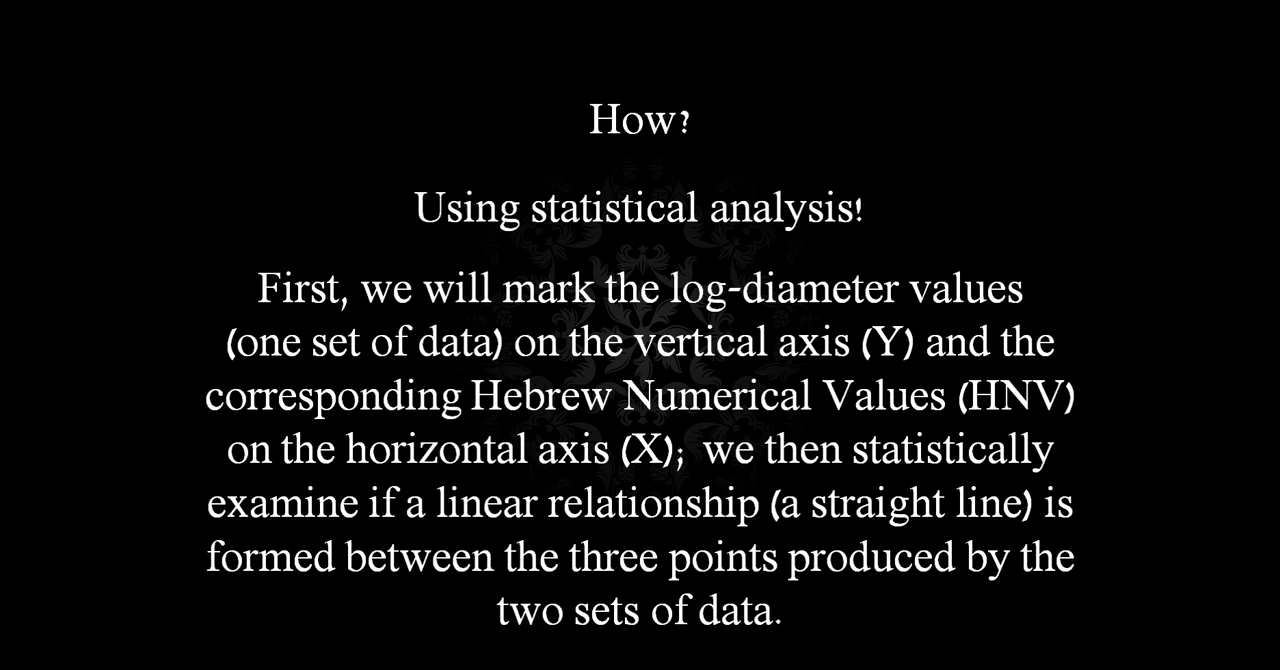 How?
Using statistical analysis!
First, we will mark the log-diameter values
(one set of data) on the vertical axis (Y) and the
corresponding Hebrew Numerical Values (HNV)
on the horizontal axis (X); we then statistically
examine if a linear relationship (a straight line) is
formed between the three points produced by the
two sets of data.